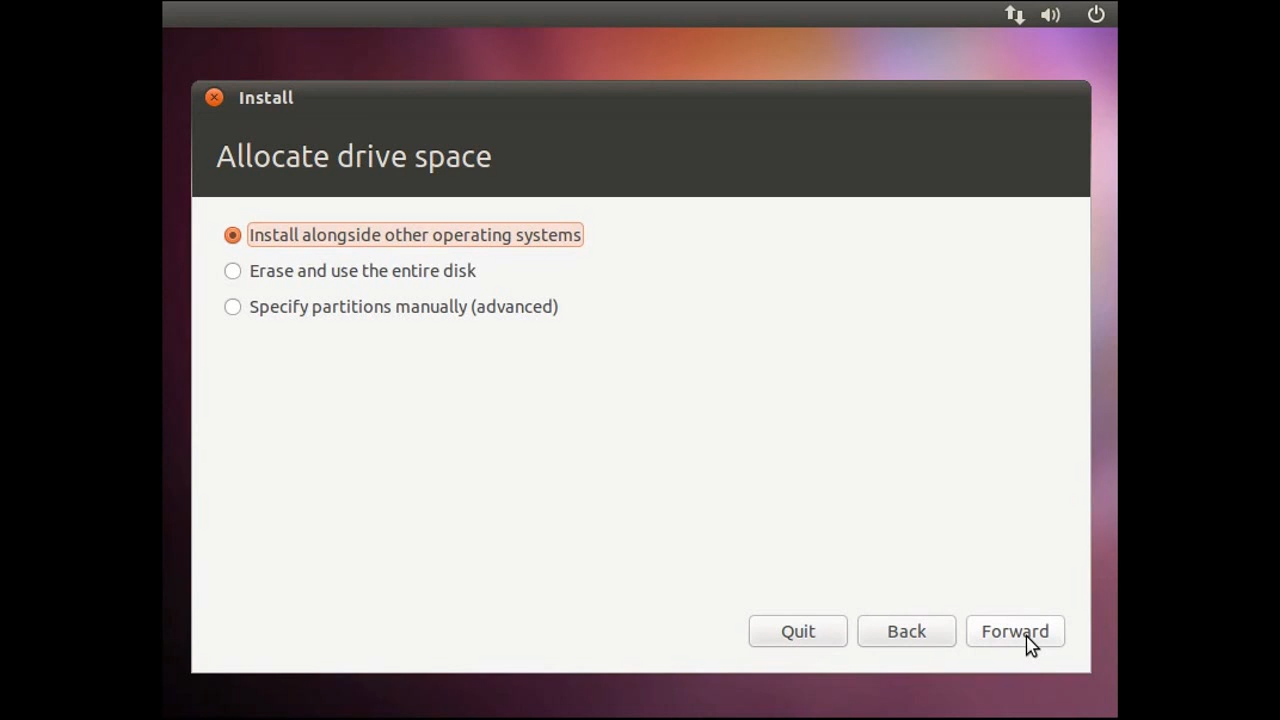 Install
Allocate drive space
Install alongside other operating systems
Erase and use the entire disk
Specify partitions manually (advanced)
Quit
Back
Forward